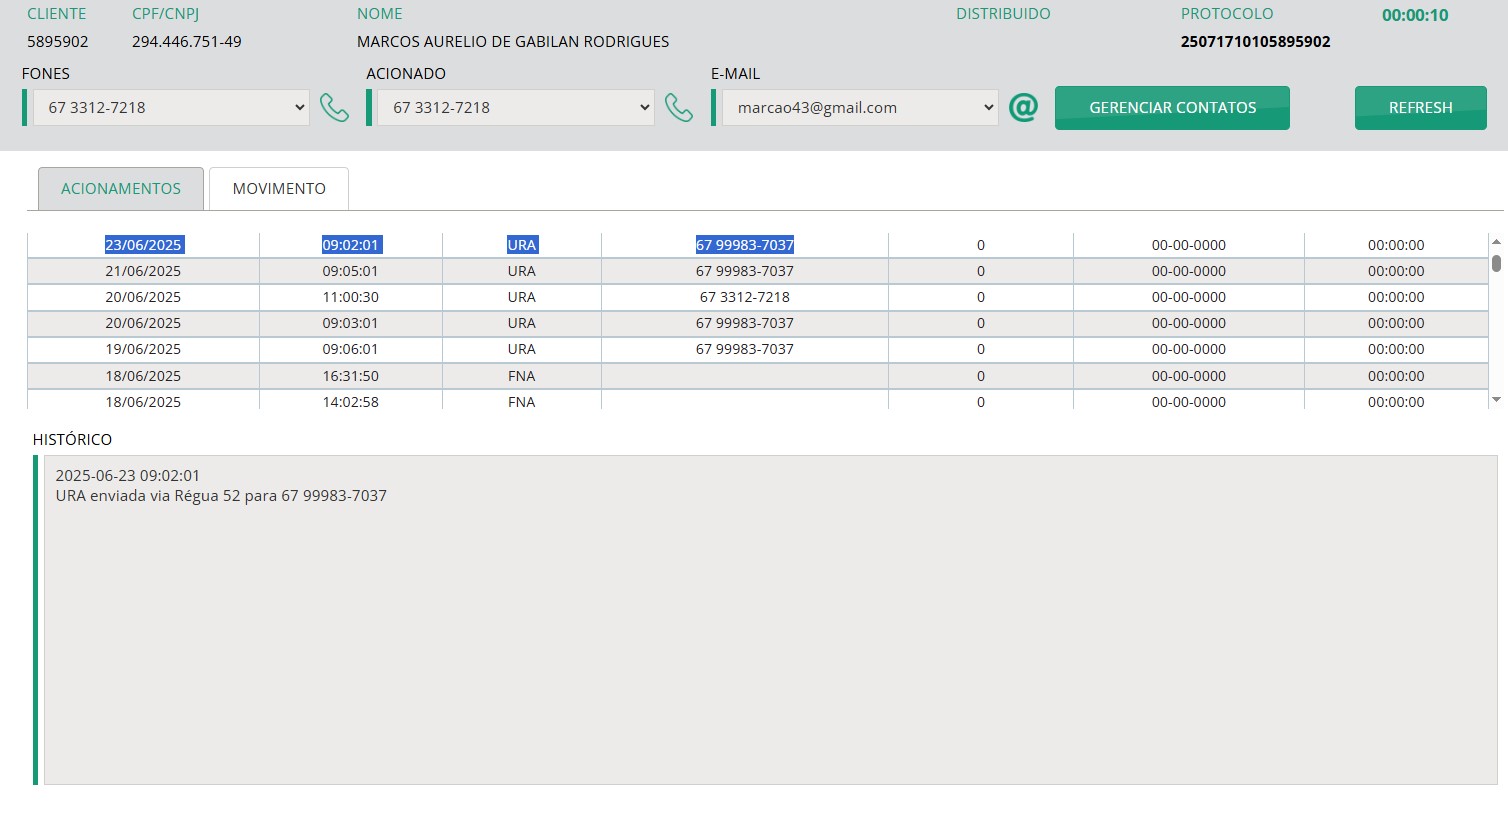 CLIENTE CPF/CNPJ NOME DISTRIBUIDO PROTOCOLO 00:00:10
5895902 294.446.751-49 MARCOS AURELIO DE GABILAN RODRIGUES 25071710105895902
FONES ACIONADO E-MAIL
67 3312-7218 67 3312-7218 marcao43@gmail.com @ GERENCIAR CONTATOS REFRESH
ACIONAMENTOS MOVIMENTO
23/06/2025 09:02:01 URA 67 99983-7037 0 00-00-0000 00:00:00
21/06/2025 09:05:01 URA 67 99983-7037 0 00-00-0000 00:00:00
20/06/2025 11:00:30 URA 67 3312-7218 0 00-00-0000 00:00:00
20/06/2025 09:03:01 URA 67 99983-7037 0 00-00-0000 00:00:00
19/06/2025 09:06:01 URA 67 99983-7037 0 00-00-0000 00:00:00
18/06/2025 16:31:50 FNA 0 00-00-0000 00:00:00
18/06/2025 14:02:58 FNA 0 00-00-0000 00:00:00
HISTÓRICO
2025-06-23 09:02:01
URA enviada via Régua 52 para 67 99983-7037